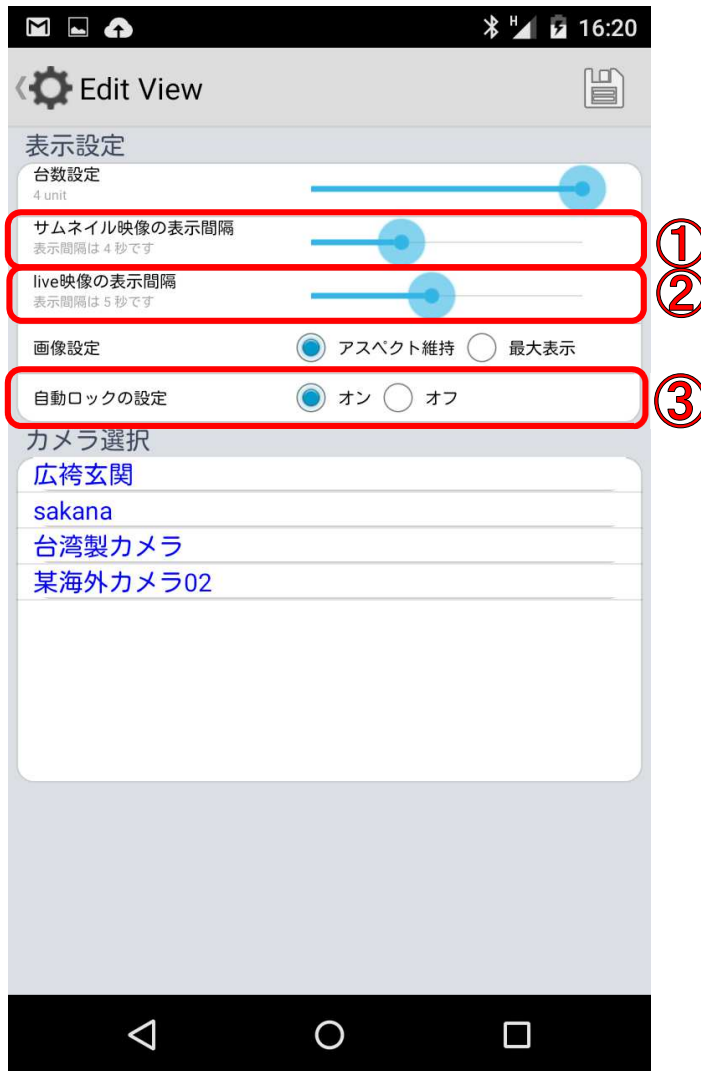 16:20
Edit View
表示設定
台数設定
4 unit
サムネイル映像の表示間隔
表示間隔は 4 秒です
①
live映像の表示間隔
表示間隔は 5 秒です
②
画像設定 アスペクト維持 最大表示
自動ロックの設定 オン オフ
③
カメラ選択
広袴玄関
sakana
台湾製カメラ
某海外カメラ02